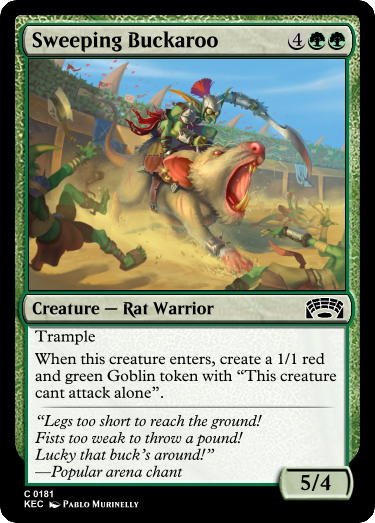 Sweeping Buckaroo 4
Creature — Rat Warrior
Trample
When this creature enters, create a 1/1 red
and green Goblin token with “This creature
cant attack alone”.
“Legs too short to reach the ground!
Fists too weak to throw a pound!
Lucky that buck's around!”
—Popular arena chant
5/4
C 0181
KEC Pablo Murinelly